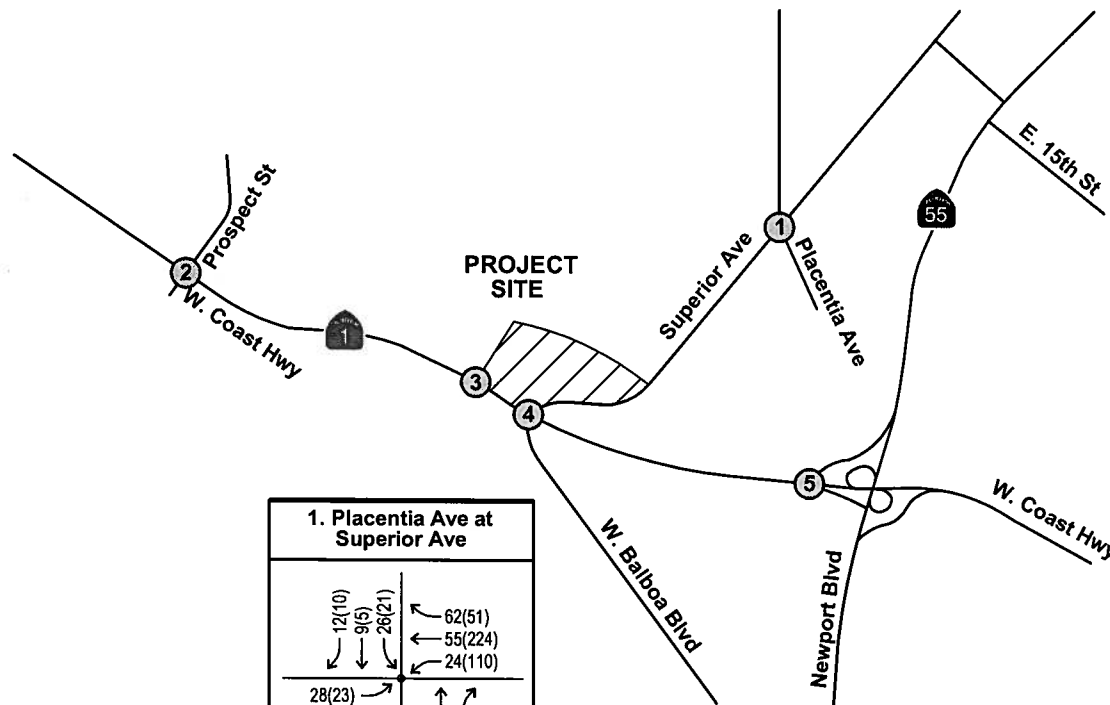 E. 15th St
55
1
Placentia Ave
Superior Ave
2
Prospect St
W. Coast Hwy
1
PROJECT
SITE
3
4
5
W. Coast Hwy
W. Balboa Blvd
Newport Blvd
1. Placentia Ave at
Superior Ave
12(10)
9(5)
26(21)
62(51)
55(224)
24(110)
28(23)